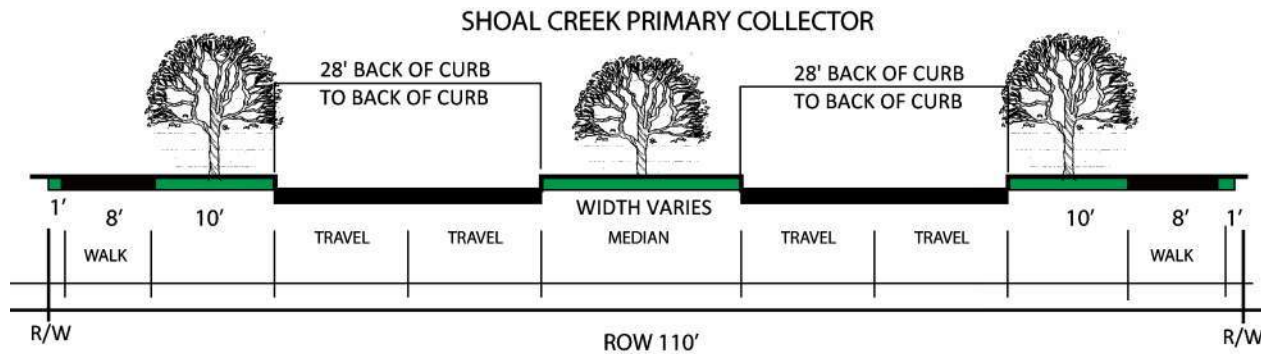 SHOAL CREEK PRIMARY COLLECTOR
28' BACK OF CURB
TO BACK OF CURB
28' BACK OF CURB
TO BACK OF CURB
1' 8' 10' WIDTH VARIES 10' 8' 1'
WALK TRAVEL TRAVEL MEDIAN TRAVEL TRAVEL WALK
R/W ROW 110' R/W